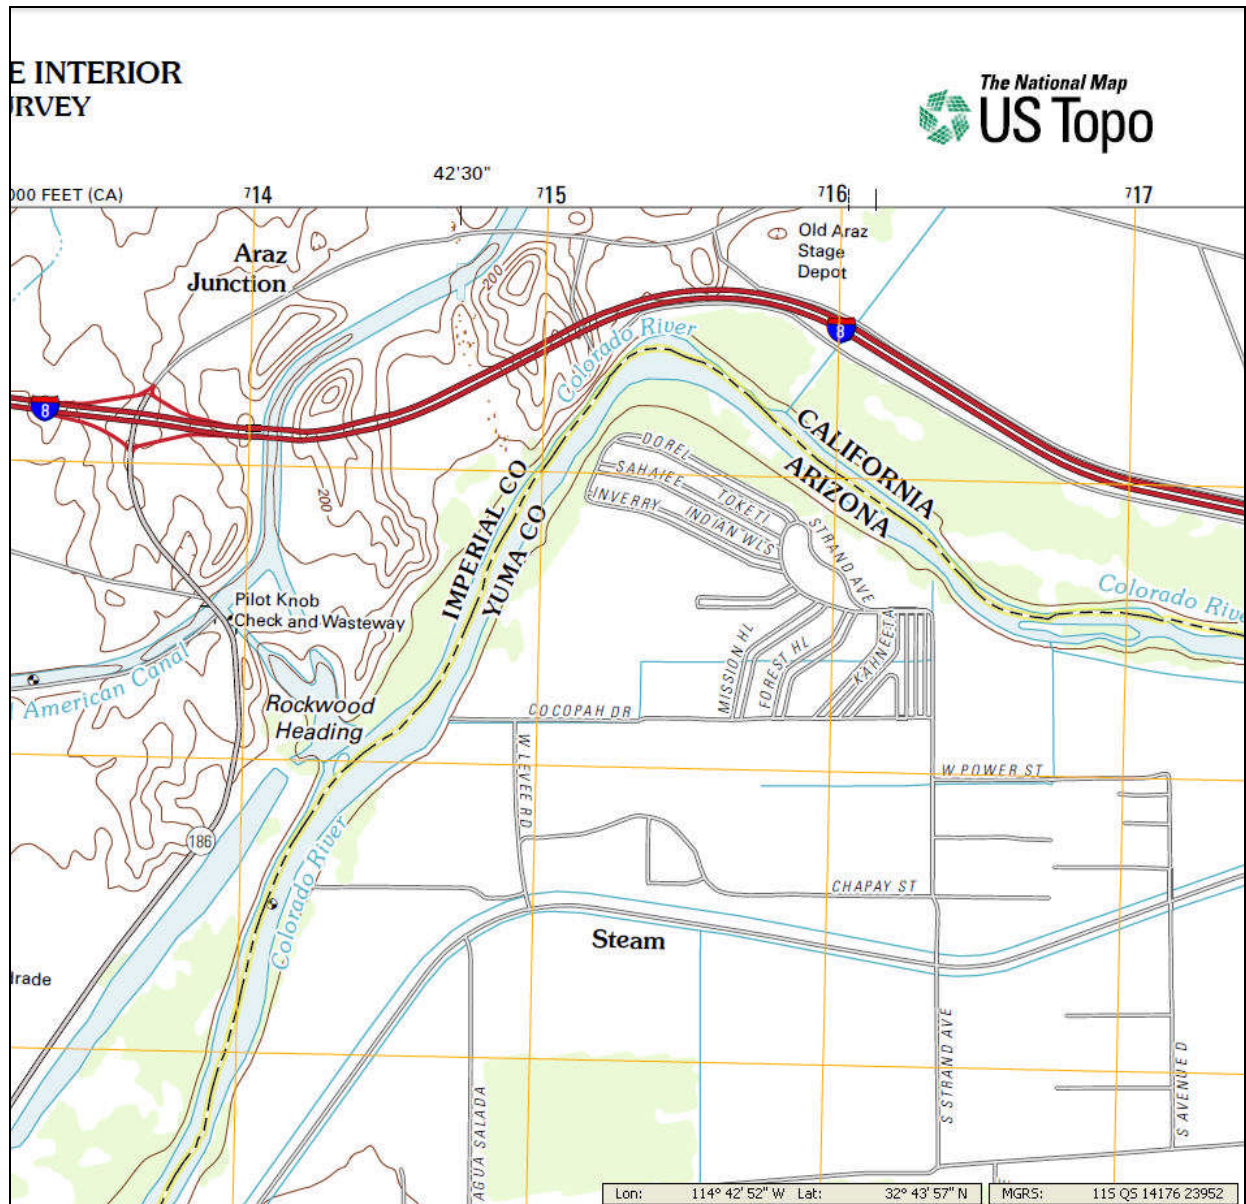 E INTERIOR
URVEY
The National Map
US Topo
000 FEET (CA)
714
42'30"
715
716
717
Araz
Junction
Old Araz
Stage
Depot
200
Colorado River
8
8
CALIFORNIA
ARIZONA
DOREL
SAHAIEE
TOKETI
INVERRY
INDIAN WLS
STRAND AVE
200
IMPERIAL CO
YUMA CO
Colorado Rive
Pilot Knob
Check and Wasteway
American Canal
Rockwood
Heading
MISSION HL
FOREST HL
KAHNEETA
COCOPAH DR
W LEVEE RD
W POWER ST
186
Colorado River
CHAPAY ST
Steam
drade
S STRAND AVE
S AVENUE D
AGUA SALADA
Lon: 114° 42' 52" W Lat: 32° 43' 57" N
MGRS: 11S QS 14176 23952